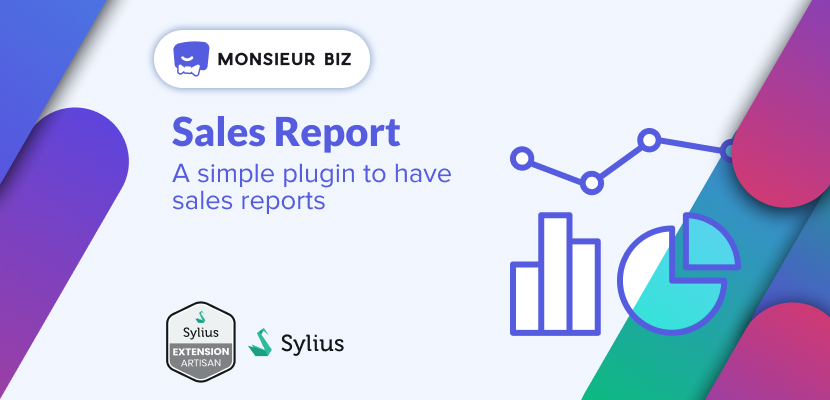 MONSIEUR BIZ
Sales Report
A simple plugin to have
sales reports
Sylius
EXTENSION
ARTISAN
Sylius